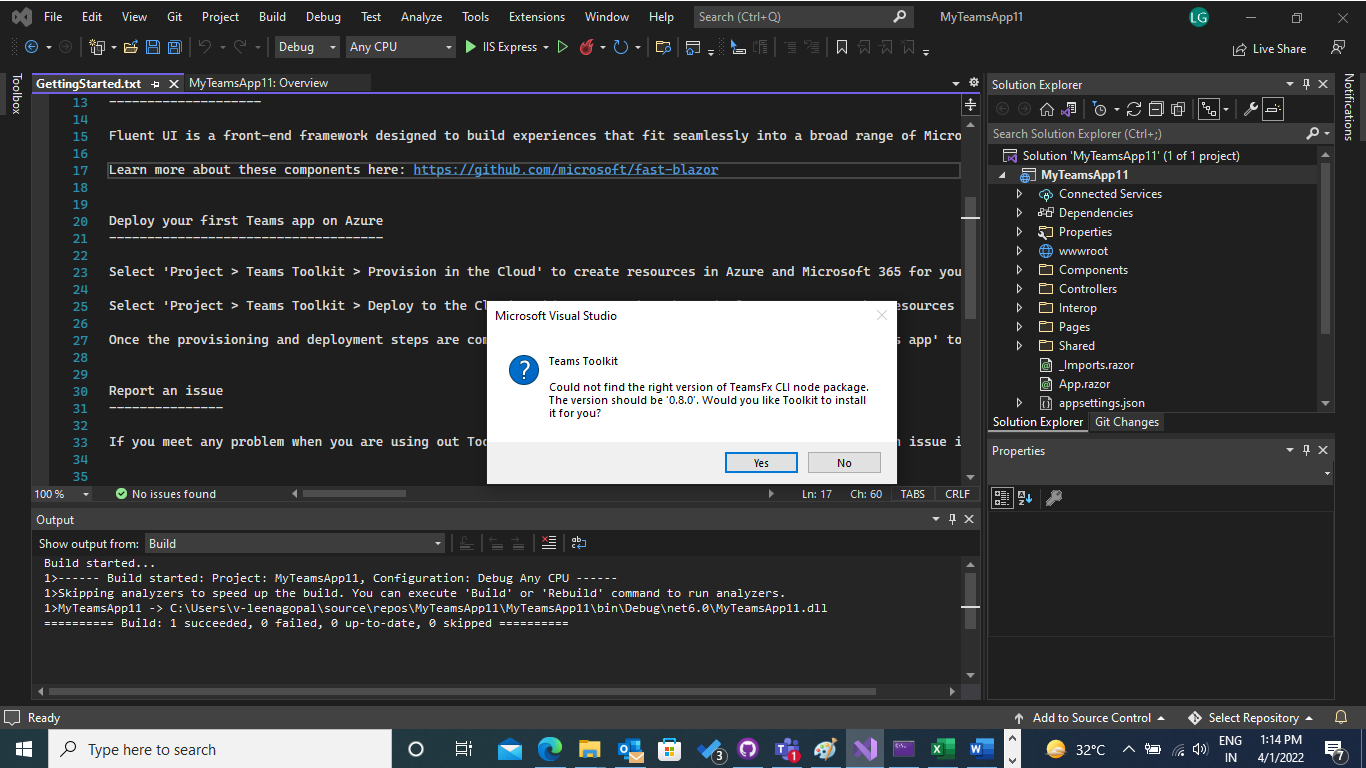 File Edit View Git Project Build Debug Test Analyze Tools Extensions Window Help Search (Ctrl+Q) MyTeamsApp11 LG
Debug Any CPU IIS Express Live Share
Toolbox
GettingStarted.txt MyTeamsApp11: Overview
13 --------------------
14
15 Fluent UI is a front-end framework designed to build experiences that fit seamlessly into a broad range of Micro
16
17 Learn more about these components here: https://github.com/microsoft/fast-blazor
18
19
20 Deploy your first Teams app on Azure
21 ------------------------------------
22
23 Select 'Project > Teams Toolkit > Provision in the Cloud' to create resources in Azure and Microsoft 365 for you
24
25 Select 'Project > Teams Toolkit > Deploy to the Cl esources
26
27 Once the provisioning and deployment steps are com s app' to
28
29
30 Report an issue
31 ---------------
32
33 If you meet any problem when you are using out Too n issue i
34
35
100 % No issues found Ln: 17 Ch: 60 TABS CRLF
Microsoft Visual Studio
Teams Toolkit
Could not find the right version of TeamsFx CLI node package.
The version should be '0.8.0'. Would you like Toolkit to install
it for you?
Yes No
Output
Show output from: Build
Build started...
1>------ Build started: Project: MyTeamsApp11, Configuration: Debug Any CPU ------
1>Skipping analyzers to speed up the build. You can execute 'Build' or 'Rebuild' command to run analyzers.
1>MyTeamsApp11 -> C:\Users\v-leenagopal\source\repos\MyTeamsApp11\MyTeamsApp11\bin\Debug\net6.0\MyTeamsApp11.dll
========== Build: 1 succeeded, 0 failed, 0 up-to-date, 0 skipped ==========
Solution Explorer
Search Solution Explorer (Ctrl+;)
Solution 'MyTeamsApp11' (1 of 1 project)
MyTeamsApp11
Connected Services
Dependencies
Properties
wwwroot
Components
Controllers
Interop
Pages
Shared
_Imports.razor
App.razor
appsettings.json
Solution Explorer Git Changes
Properties
Notifications
Ready Add to Source Control Select Repository
Type here to search 3 1 32°C ENG IN 1:14 PM 4/1/2022 7